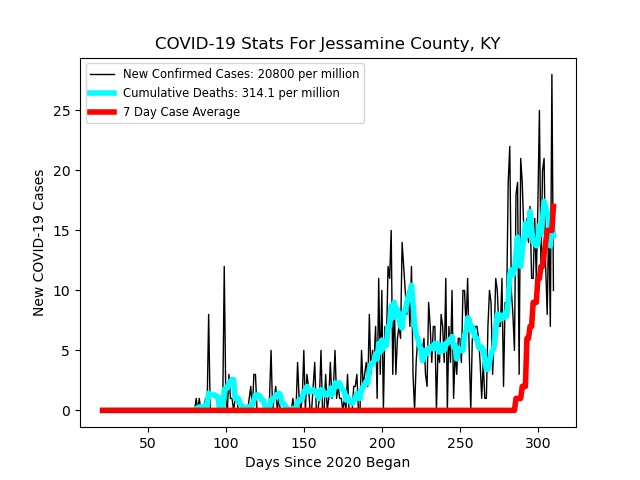 COVID-19 Stats For Jessamine County, KY
New Confirmed Cases: 20800 per million
Cumulative Deaths: 314.1 per million
7 Day Case Average
New COVID-19 Cases
25
20
15
10
5
0
50 100 150 200 250 300
Days Since 2020 Began